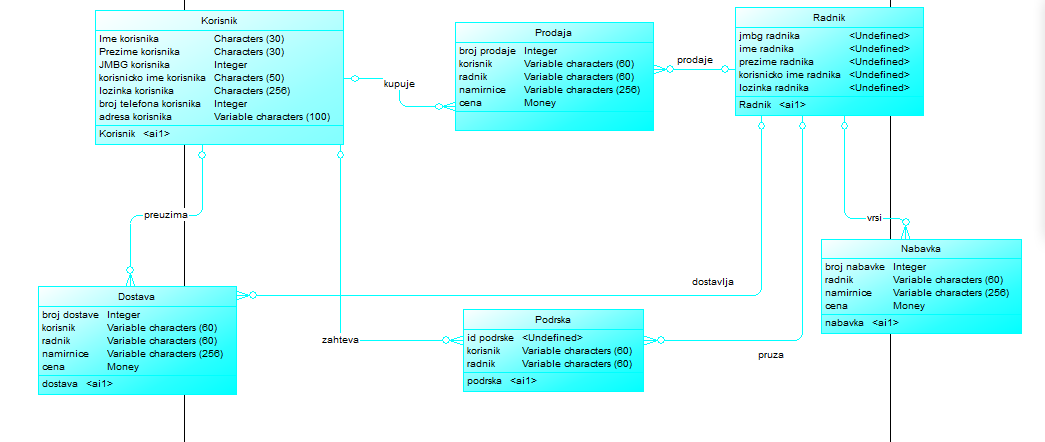 Korisnik
Ime korisnika Characters (30)
Prezime korisnika Characters (30)
JMBG korisnika Integer
korisnicko ime korisnika Characters (50)
lozinka korisnika Characters (256)
broj telefona korisnika Integer
adresa korisnika Variable characters (100)
Korisnik <ai1>
kupuje
Prodaja
broj prodaje Integer
korisnik Variable characters (60)
radnik Variable characters (60)
namirnice Variable characters (256)
cena Money
prodaje
Radnik
jmbg radnika <Undefined>
ime radnika <Undefined>
prezime radnika <Undefined>
korisnicko ime radnika <Undefined>
lozinka radnika <Undefined>
Radnik <ai1>
preuzima
vrsi
Nabavka
broj nabavke Integer
radnik Variable characters (60)
namirnice Variable characters (256)
cena Money
nabavka <ai1>
dostavlja
Dostava
broj dostave Integer
korisnik Variable characters (60)
radnik Variable characters (60)
namirnice Variable characters (256)
cena Money
dostava <ai1>
zahteva
Podrska
id podrske <Undefined>
korisnik Variable characters (60)
radnik Variable characters (60)
podrska <ai1>
pruza